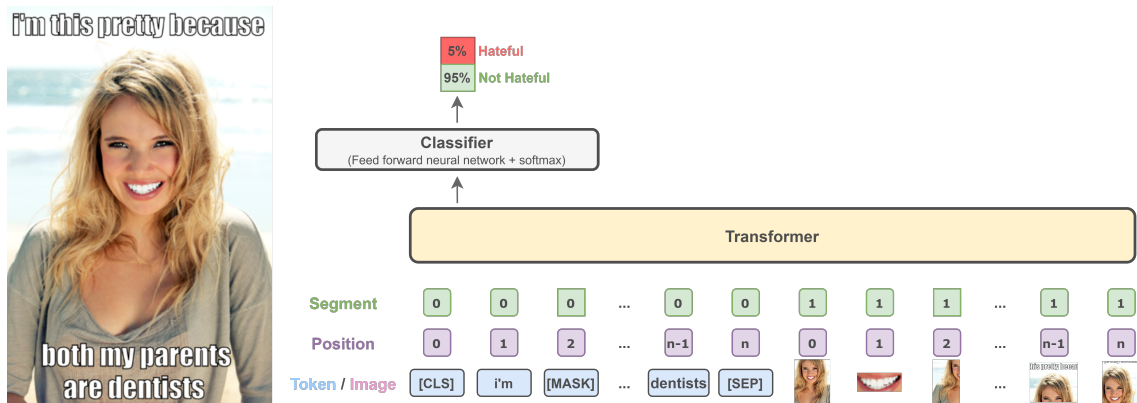 i'm this pretty because
both my parents
are dentists
5% Hateful
95% Not Hateful
Classifier
(Feed forward neural network + softmax)
Transformer
Segment 0 0 0 ... 0 0 1 1 1 ... 1 1
Position 0 1 2 ... n-1 n 0 1 2 ... n-1 n
Token / Image [CLS] i'm [MASK] ... dentists [SEP] ...